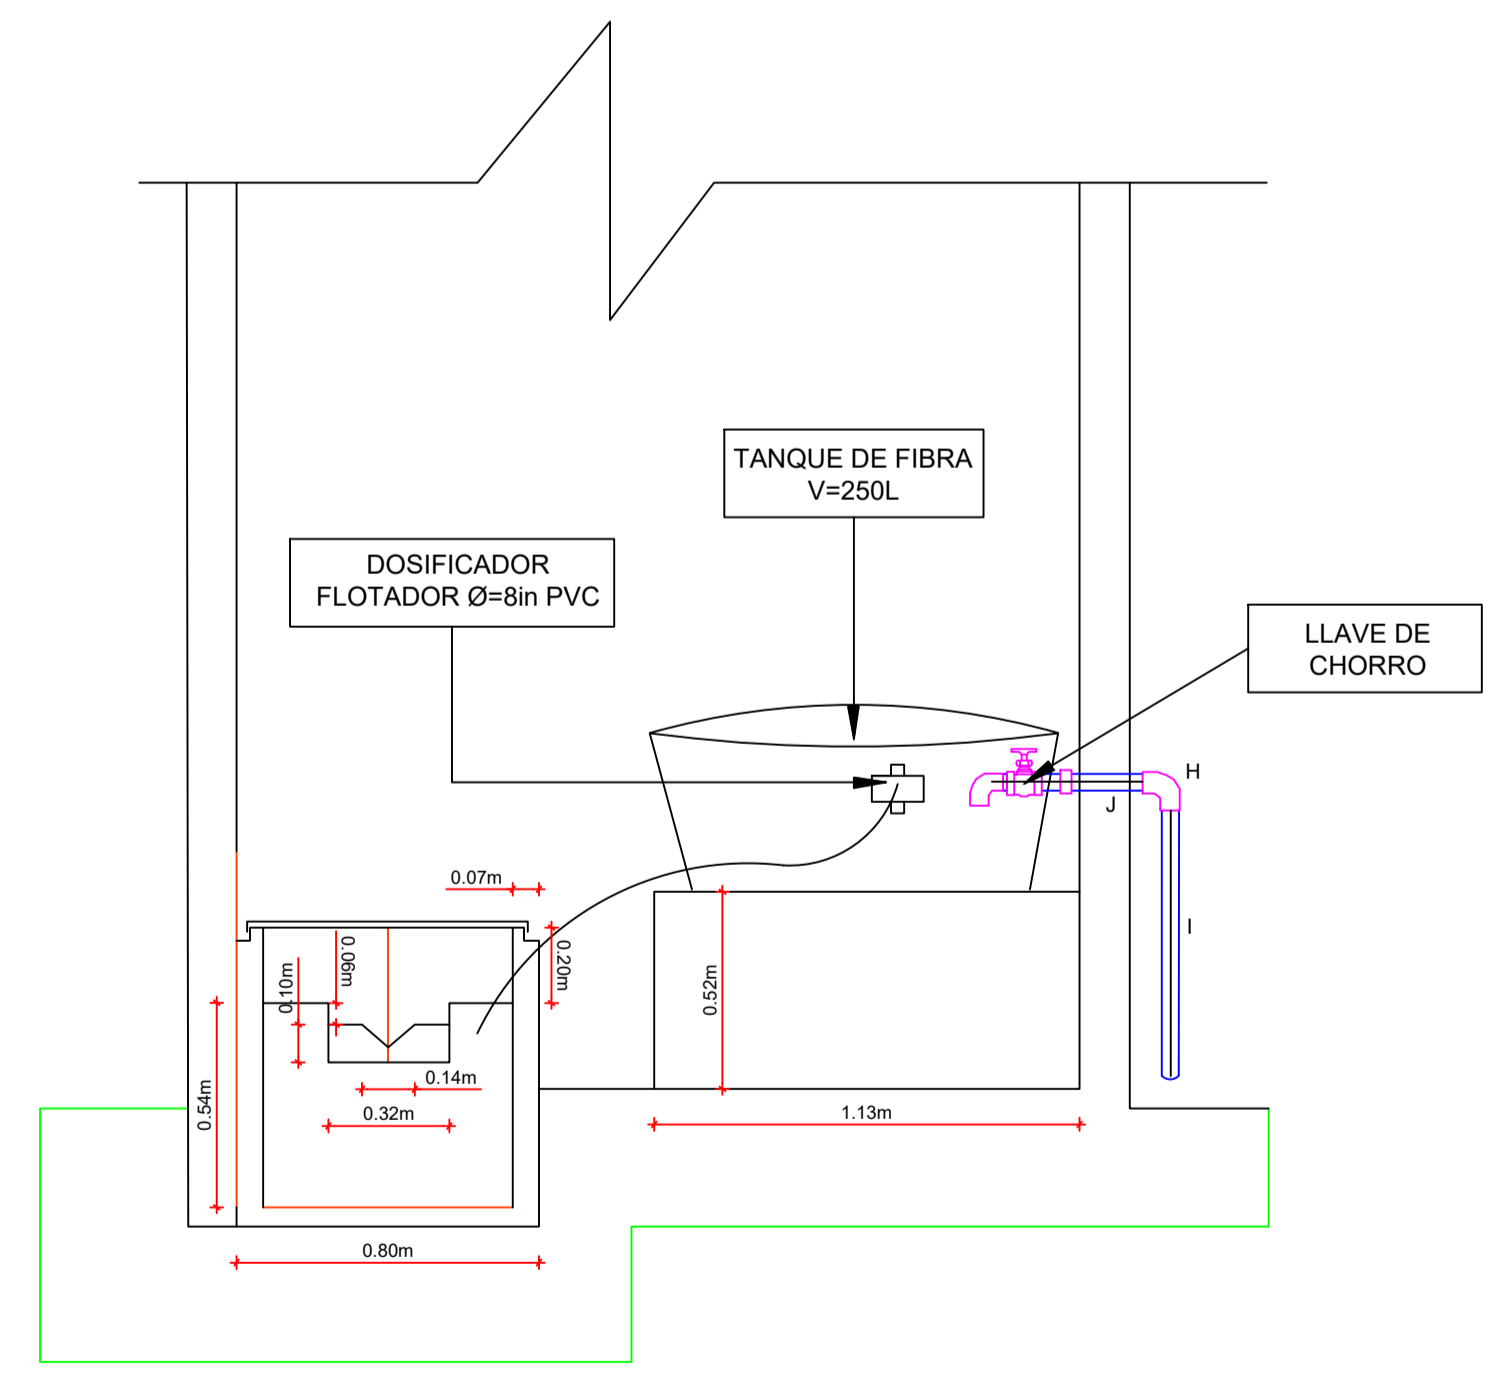 TANQUE DE FIBRA
V=250L
DOSIFICADOR
FLOTADOR Ø=8in PVC
LLAVE DE
CHORRO
H
J
I
0.07m
0.06m
0.10m
0.20m
0.52m
0.14m
0.32m
0.54m
1.13m
0.80m